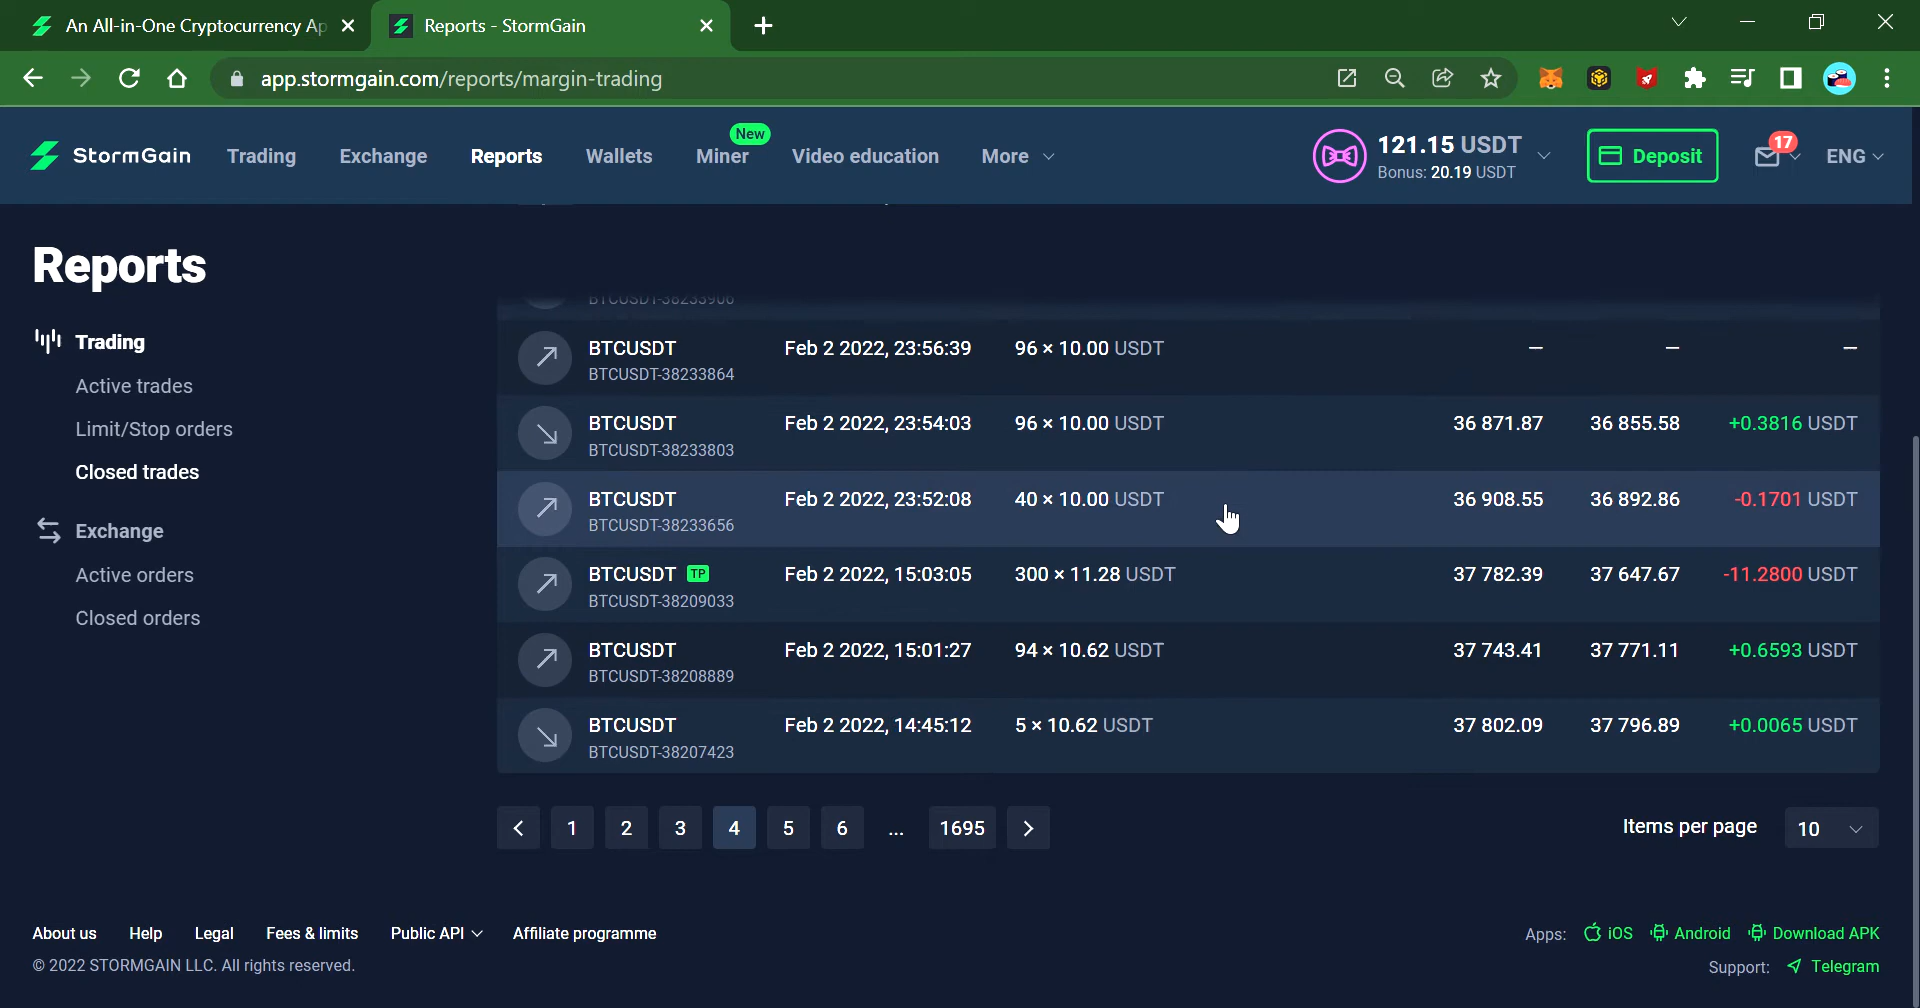 An All-in-One Cryptocurrency Ap
Reports - StormGain
app.stormgain.com/reports/margin-trading
StormGain
Trading
Exchange
Reports
Wallets
Miner
New
Video education
More
121.15 USDT
Bonus: 20.19 USDT
Deposit
17
ENG
Reports
Trading
Active trades
Limit/Stop orders
Closed trades
Exchange
Active orders
Closed orders
BTCUSDT-38233906
BTCUSDT Feb 2 2022, 23:56:39 96 × 10.00 USDT – – –
BTCUSDT-38233864
BTCUSDT Feb 2 2022, 23:54:03 96 × 10.00 USDT 36 871.87 36 855.58 +0.3816 USDT
BTCUSDT-38233803
BTCUSDT Feb 2 2022, 23:52:08 40 × 10.00 USDT 36 908.55 36 892.86 -0.1701 USDT
BTCUSDT-38233656
BTCUSDT TP Feb 2 2022, 15:03:05 300 × 11.28 USDT 37 782.39 37 647.67 -11.2800 USDT
BTCUSDT-38209033
BTCUSDT Feb 2 2022, 15:01:27 94 × 10.62 USDT 37 743.41 37 771.11 +0.6593 USDT
BTCUSDT-38208889
BTCUSDT Feb 2 2022, 14:45:12 5 × 10.62 USDT 37 802.09 37 796.89 +0.0065 USDT
BTCUSDT-38207423
1 2 3 4 5 6 ... 1695
Items per page 10
About us Help Legal Fees & limits Public API Affiliate programme
© 2022 STORMGAIN LLC. All rights reserved.
Apps: iOS Android Download APK
Support: Telegram